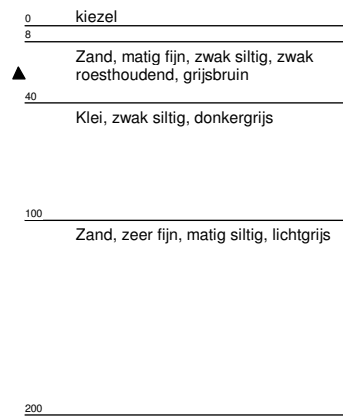 0 kiezel
8
Zand, matig fijn, zwak siltig, zwak
roesthoudend, grijsbruin
40
Klei, zwak siltig, donkergrijs
100
Zand, zeer fijn, matig siltig, lichtgrijs
200